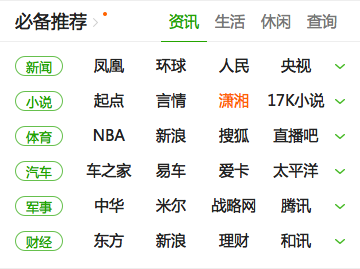 必备推荐 资讯 生活 休闲 查询
新闻 凤凰 环球 人民 央视
小说 起点 言情 潇湘 17K小说
体育 NBA 新浪 搜狐 直播吧
汽车 车之家 易车 爱卡 太平洋
军事 中华 米尔 战略网 腾讯
财经 东方 新浪 理财 和讯